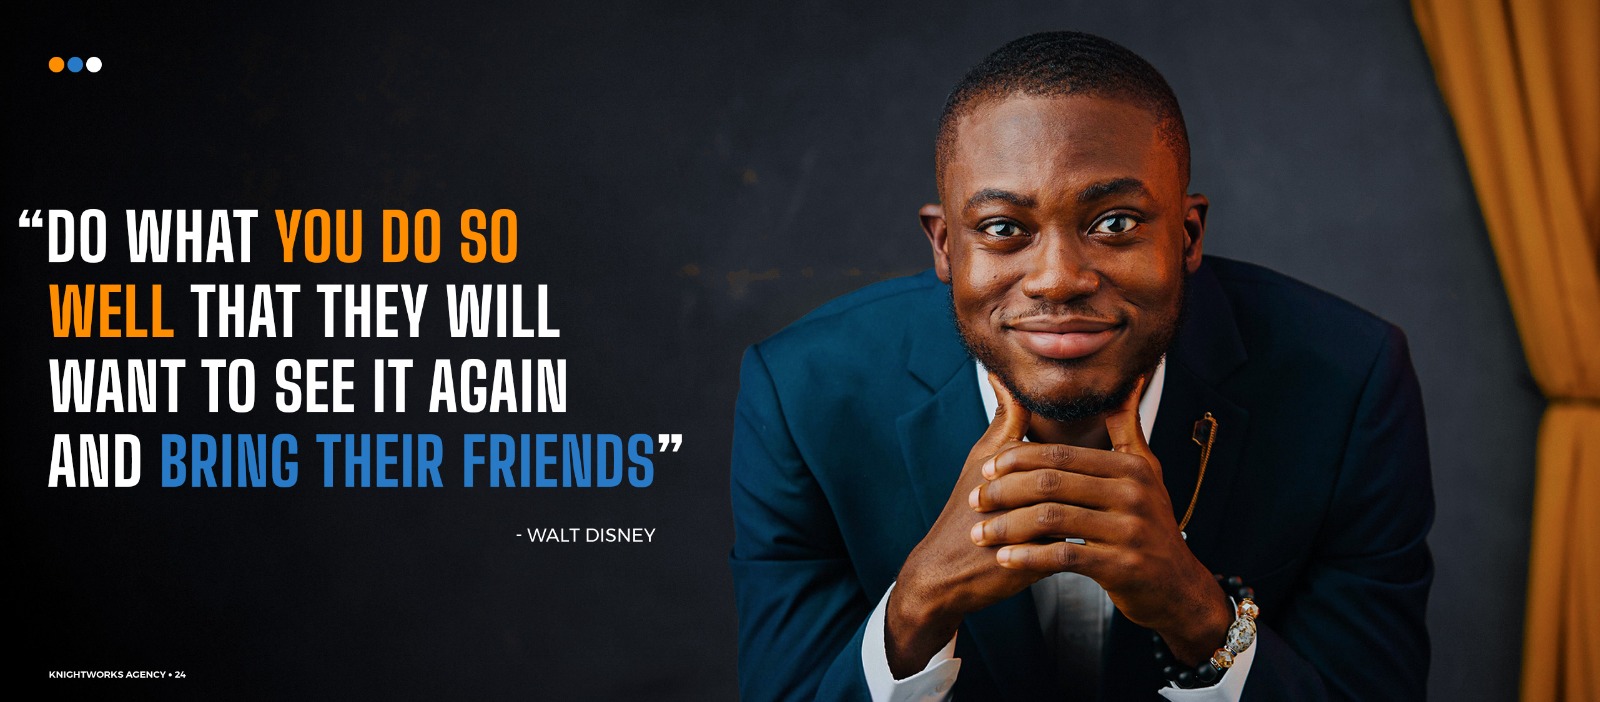 “DO WHAT YOU DO SO
WELL THAT THEY WILL
WANT TO SEE IT AGAIN
AND BRING THEIR FRIENDS”
- WALT DISNEY
KNIGHTWORKS AGENCY • 24